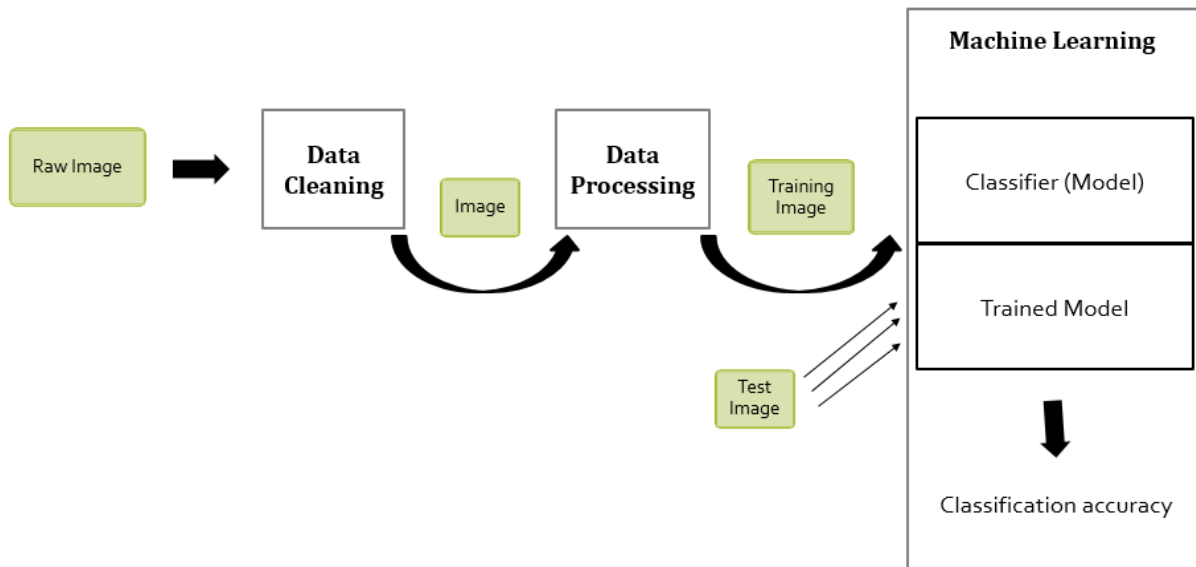 Raw Image
Data
Cleaning
Image
Data
Processing
Training
Image
Test
Image
Machine Learning
Classifier (Model)
Trained Model
Classification accuracy